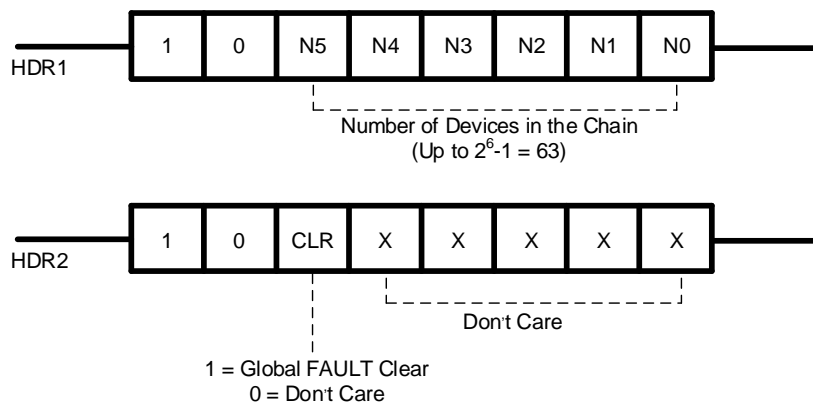 1 0 N5 N4 N3 N2 N1 N0
HDR1
Number of Devices in the Chain
(Up to 2⁶-1 = 63)
1 0 CLR X X X X X
HDR2
Don't Care
1 = Global FAULT Clear
0 = Don't Care